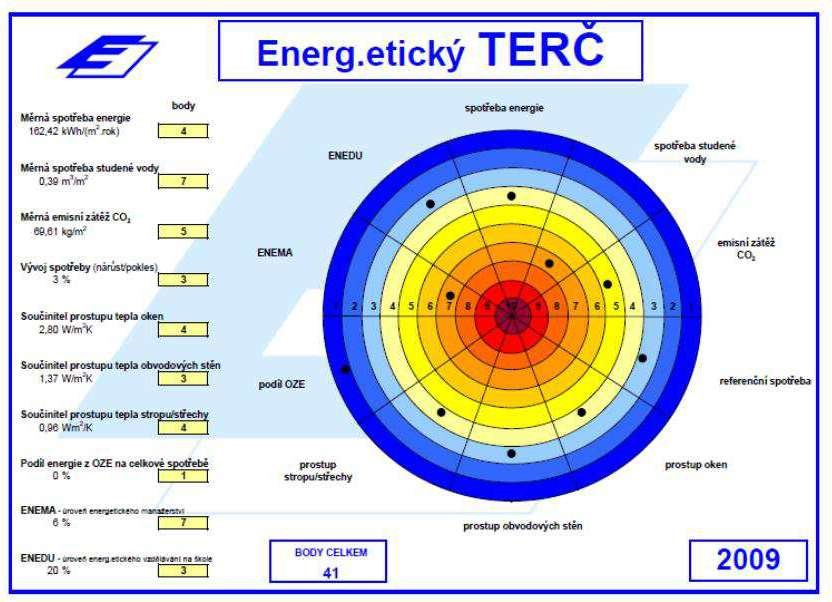 Energ.etický TERČ
body
Měrná spotřeba energie
162,42 kWh/(m².rok)
4
Měrná spotřeba studené vody
0,39 m³/m²
7
Měrná emisní zátěž CO₂
69,61 kg/m²
5
Vývoj spotřeby (nárůst/pokles)
3 %
3
Součinitel prostupu tepla oken
2,80 W/m²K
4
Součinitel prostupu tepla obvodových stěn
1,37 W/m²K
3
Součinitel prostupu tepla stropu/střechy
0,96 Wm²/K
4
Podíl energie z OZE na celkové spotřebě
0 %
1
ENEMA - úroveň energetického manažerství
6 %
7
ENEDU - úroveň energ.etického vzdělávání na škole
20 %
3
spotřeba energie
spotřeba studené
vody
emisní zátěž
CO₂
referenční spotřeba
prostup oken
prostup obvodových stěn
prostup
stropu/střechy
podíl OZE
ENEMA
ENEDU
2 3 4 5 6 7 8 9 10 9 8 7 6 5 4 3 2
BODY CELKEM
41
2009